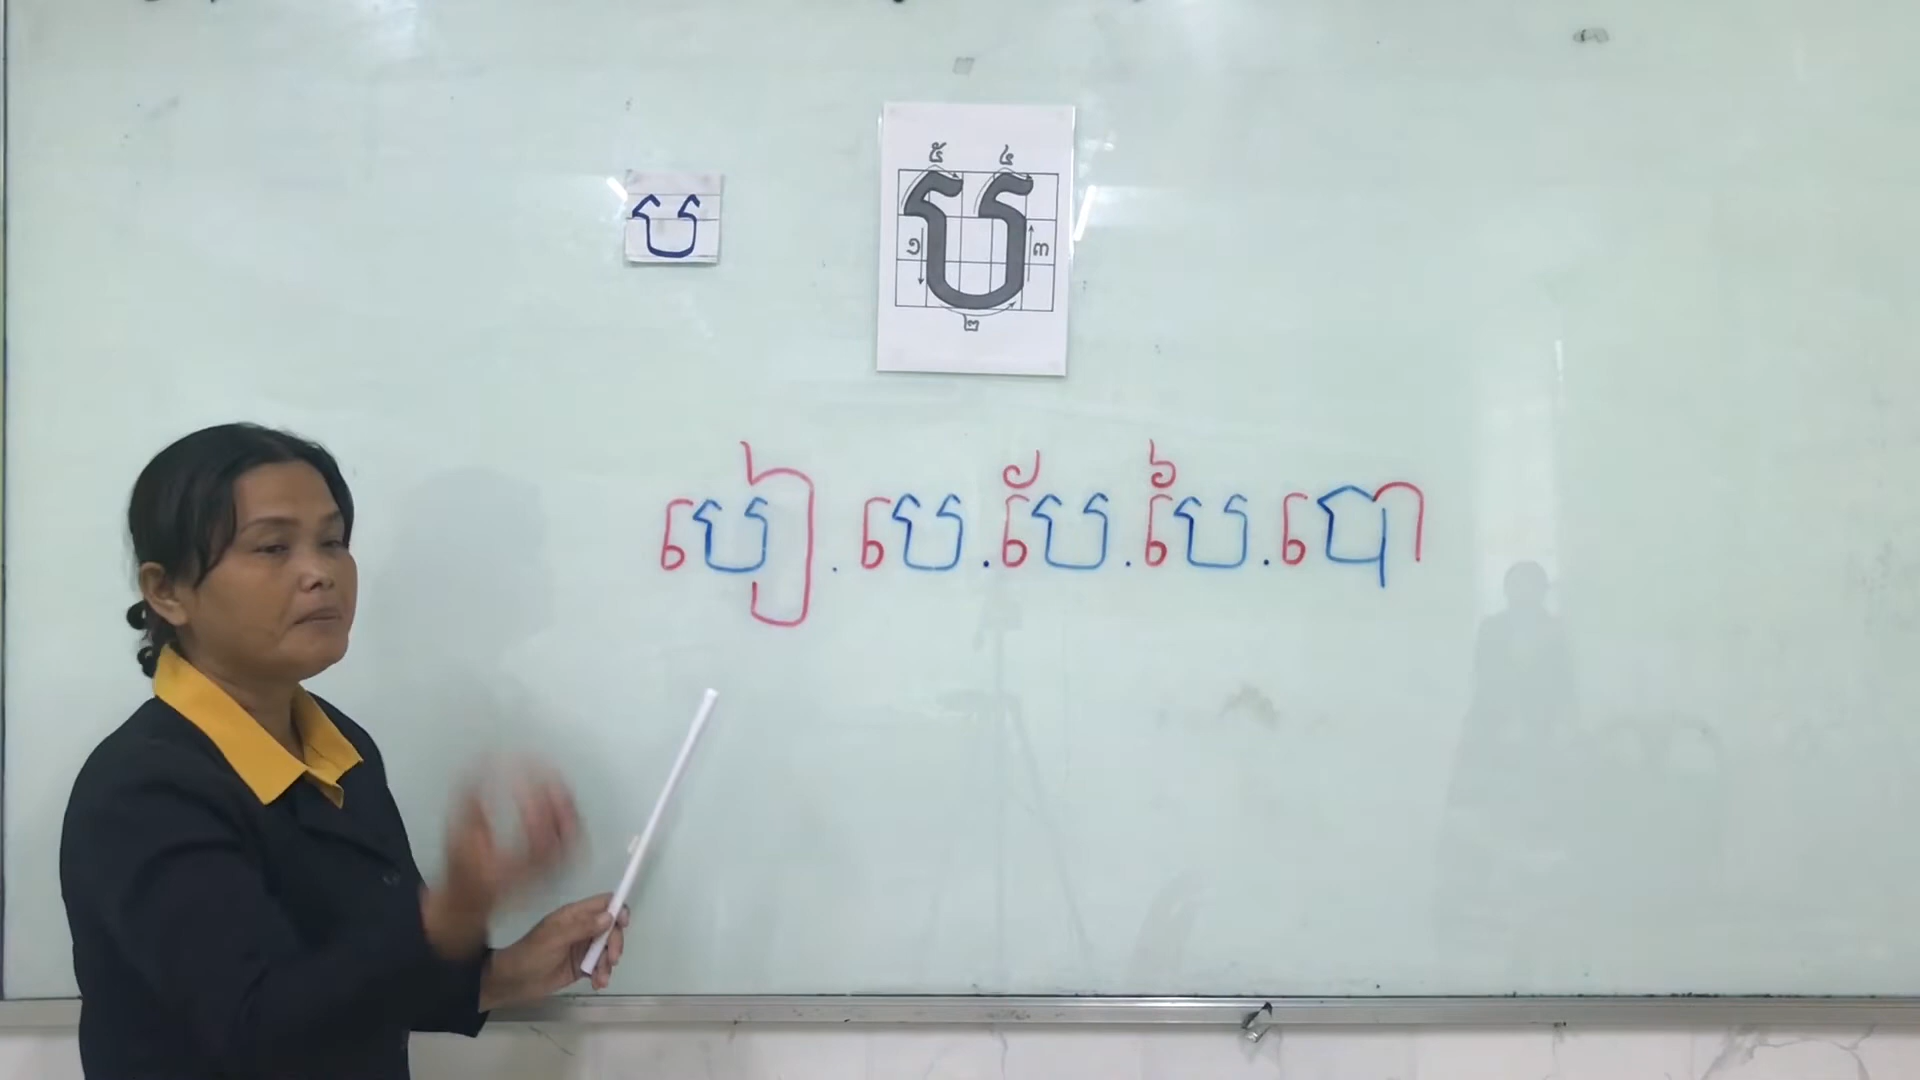 ប
៥ ៤
ប
១ ៣
២
បៀ . បេ . បែ . បៃ . បោ